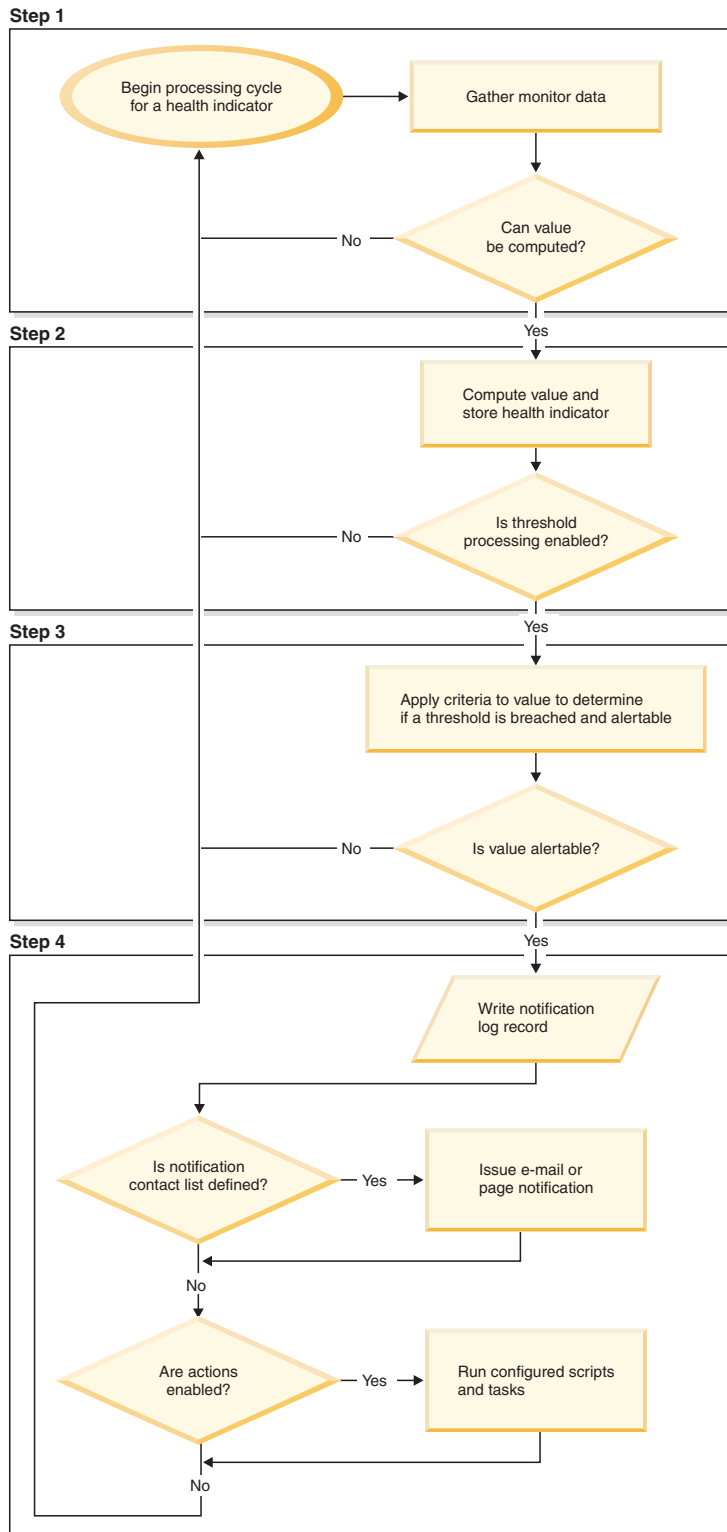 Step 1
Begin processing cycle
for a health indicator
Gather monitor data
Can value
be computed?
No
Yes
Step 2
Compute value and
store health indicator
Is threshold
processing enabled?
No
Yes
Step 3
Apply criteria to value to determine
if a threshold is breached and alertable
Is value alertable?
No
Yes
Step 4
Write notification
log record
Is notification
contact list defined?
Yes
Issue e-mail or
page notification
No
Are actions
enabled?
Yes
Run configured scripts
and tasks
No